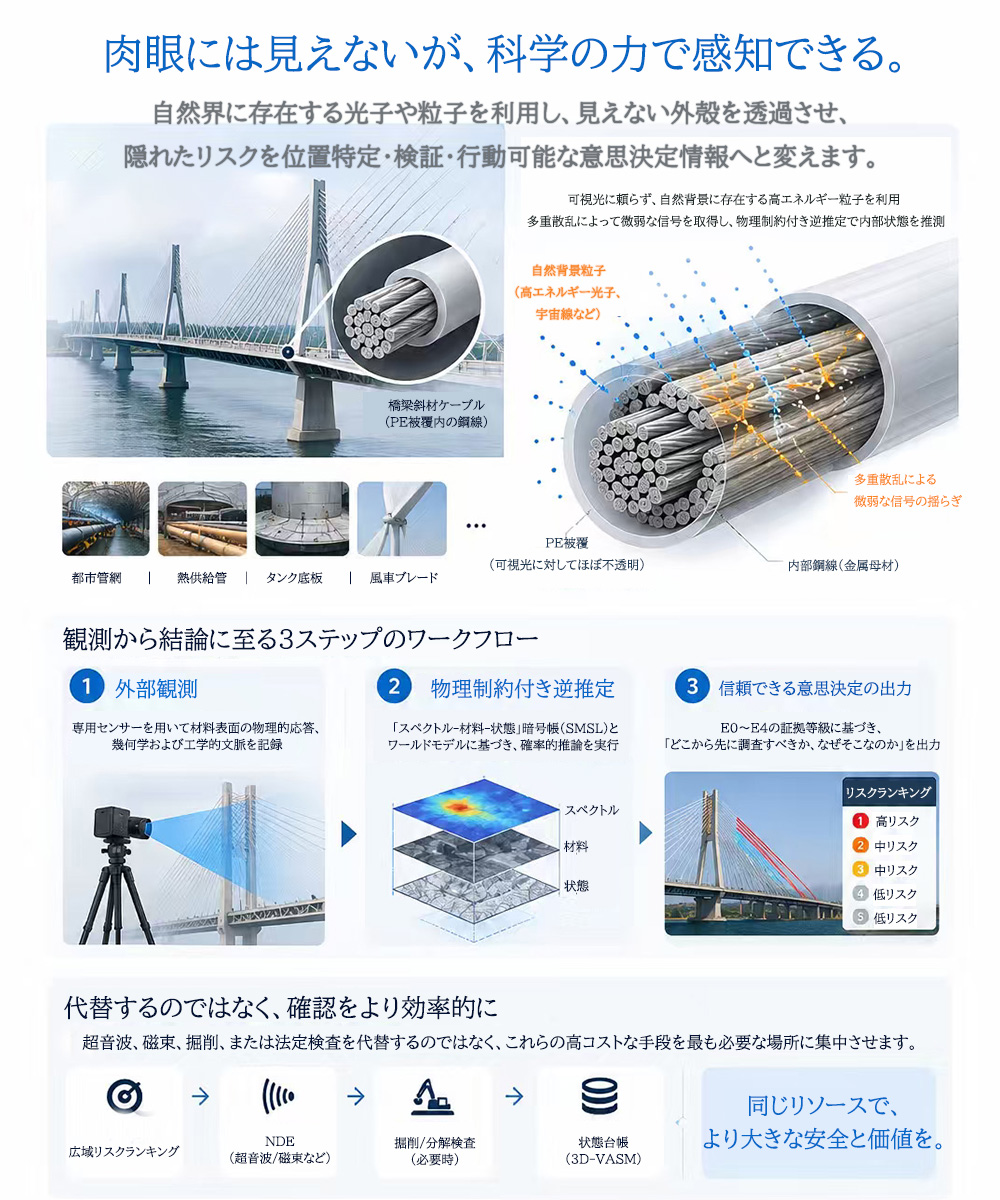 肉眼には見えないが、科学の力で感知できる。
自然界に存在する光子や粒子を利用し、見えない外殻を透過させ、
隠れたリスクを位置特定・検証・行動可能な意思決定情報へと変えます。
可視光に頼らず、自然背景に存在する高エネルギー粒子を利用
多重散乱によって微弱な信号を取得し、物理制約付き逆推定で内部状態を推測
自然背景粒子
（高エネルギー光子、
宇宙線など）
橋梁斜材ケーブル
（PE被覆内の鋼線）
多重散乱による
微弱な信号の揺らぎ
PE被覆
（可視光に対してほぼ不透明）
内部鋼線（金属母材）
都市管網 | 熱供給管 | タンク底板 | 風車ブレード
...
観測から結論に至る3ステップのワークフロー
1 外部観測
専用センサーを用いて材料表面の物理的応答、
幾何学および工学的文脈を記録
2 物理制約付き逆推定
「スペクトル-材料-状態」暗号帳（SMSL）と
ワールドモデルに基づき、確率的推論を実行
スペクトル
材料
状態
3 信頼できる意思決定の出力
E0〜E4の証拠等級に基づき、
「どこから先に調査すべきか、なぜそこなのか」を出力
リスクランキング
1 高リスク
2 中リスク
3 中リスク
4 低リスク
5 低リスク
代替するのではなく、確認をより効率的に
超音波、磁束、掘削、または法定検査を代替するのではなく、これらの高コストな手段を最も必要な場所に集中させます。
広域リスクランキング
NDE
（超音波/磁束など）
掘削/分解検査
（必要時）
状態台帳
（3D-VASM）
同じリソースで、
より大きな安全と価値を。